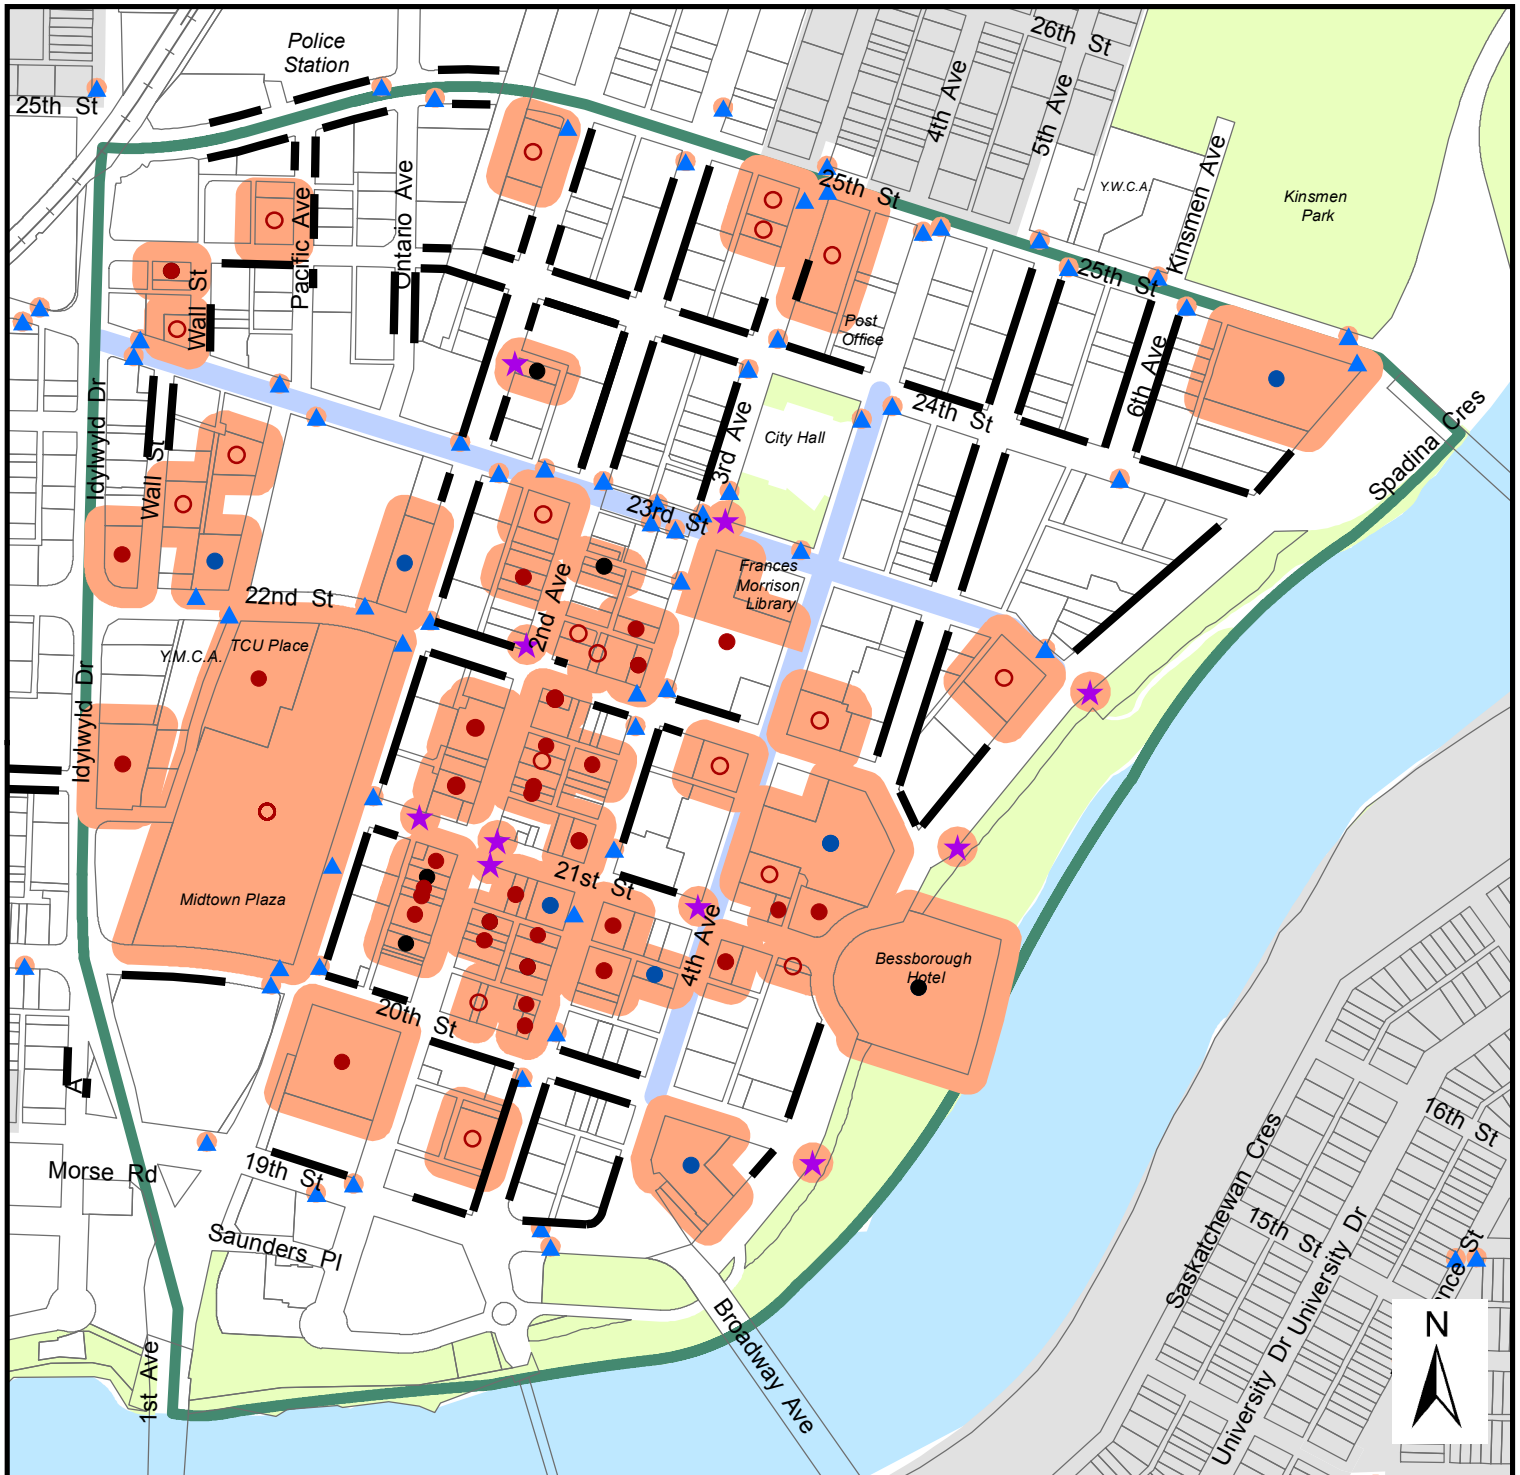 26th St
Police
Station
4th Ave
5th Ave
25th St
Y.W.C.A.
Kinsmen Ave
Kinsmen
Park
25th St
Pacific Ave
Ontario Ave
25th St
Wall St
Post
Office
6th Ave
24th St
3rd Ave
City Hall
Idylwyld Dr
Wall St
Spadina Cres
23rd St
Frances
Morrison
Library
22nd St
2nd Ave
TCU Place
Y.M.C.A.
Idylwyld Dr
21st St
Midtown Plaza
4th Ave
Bessborough
Hotel
20th St
A
16th St
Morse Rd
19th St
Saskatchewan Cres
15th St
University Dr
Saunders Pl
University Dr
ence St
Broadway Ave
1st Ave
N